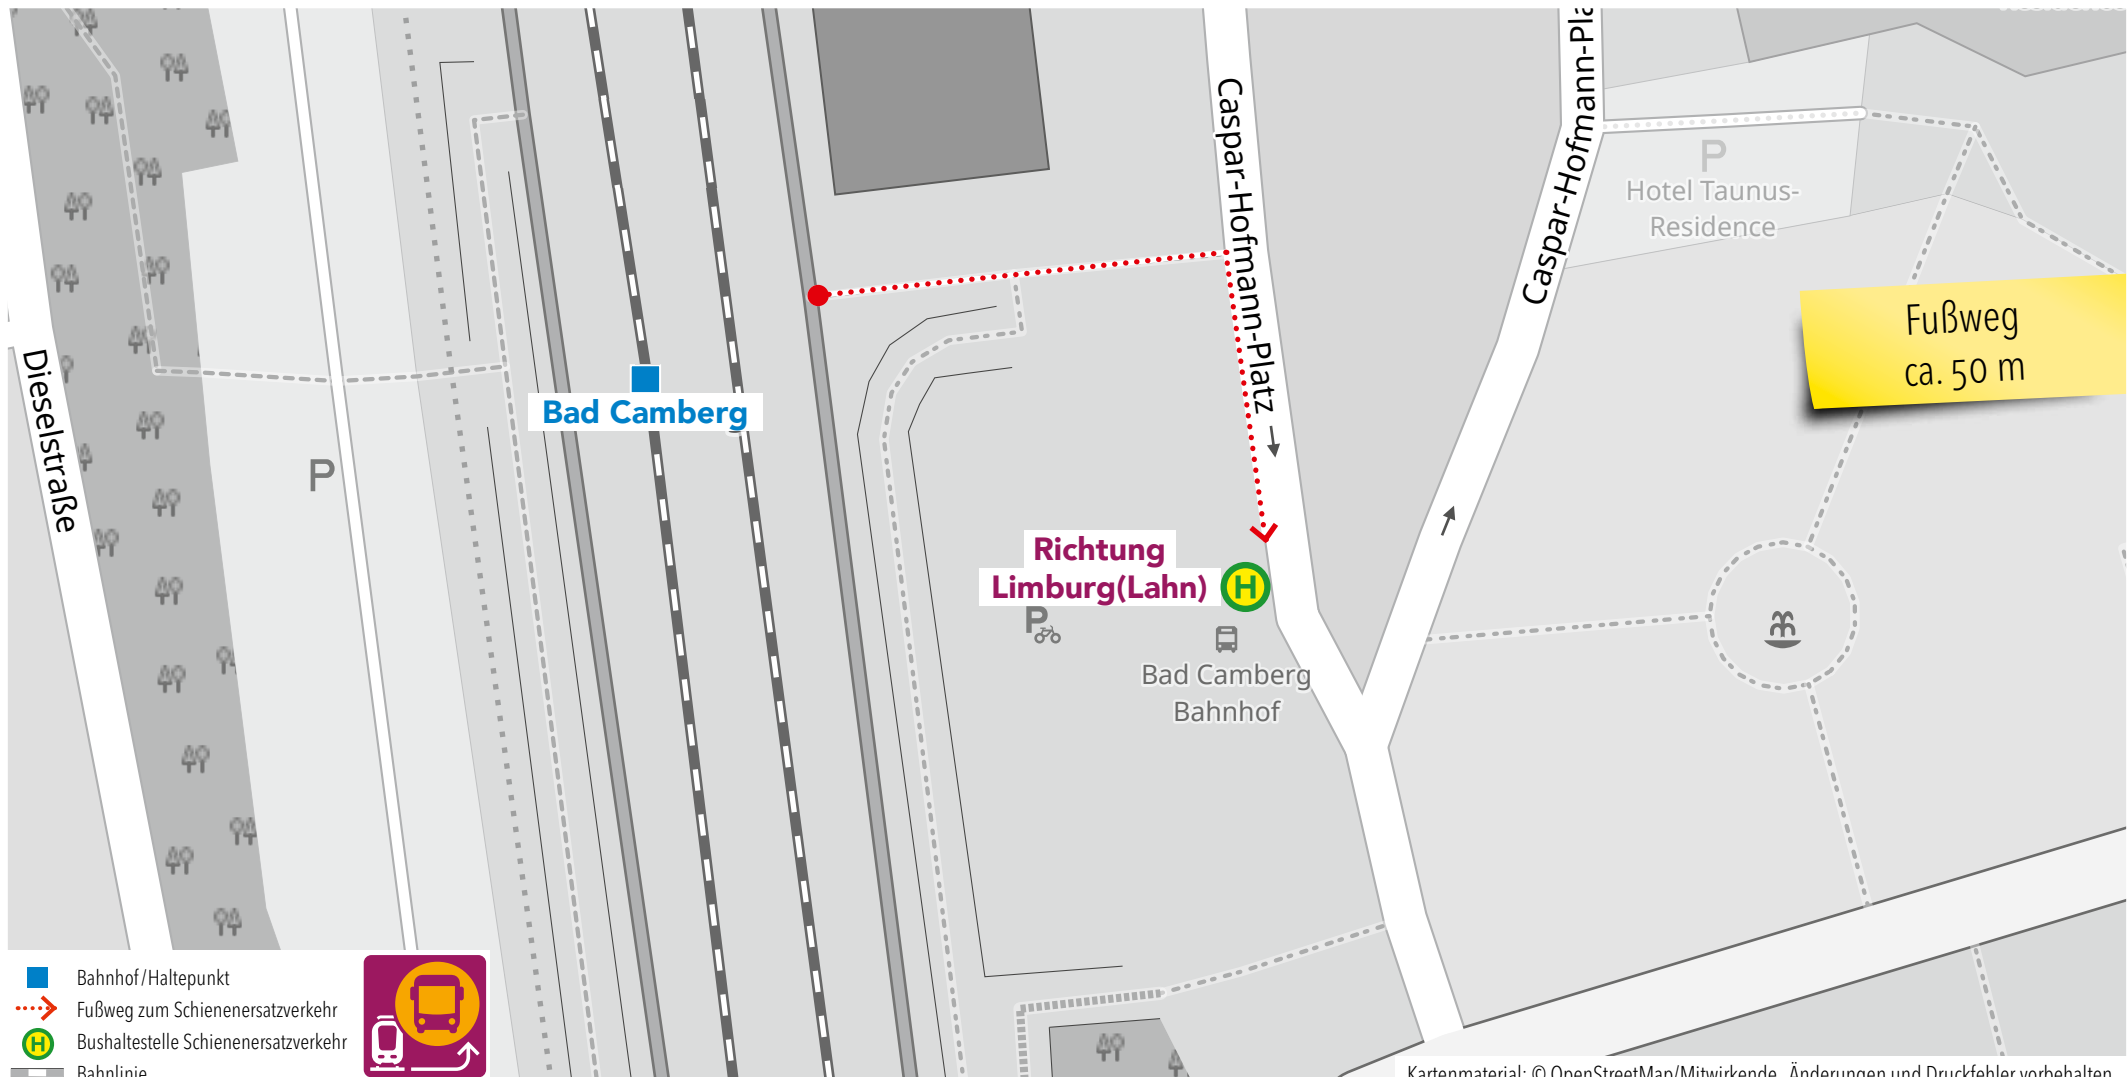 Caspar-Hofmann-Platz
Caspar-Hofmann-Pla
P
Hotel Taunus-
Residence
Fußweg
ca. 50 m
Dieselstraße
Bad Camberg
P
Richtung
Limburg(Lahn)
H
P
Bad Camberg
Bahnhof
Bahnhof/Haltepunkt
Fußweg zum Schienenersatzverkehr
H
Bushaltestelle Schienenersatzverkehr
Bahnlinie
Kartenmaterial: © OpenStreetMap/Mitwirkende, Änderungen und Druckfehler vorbehalten